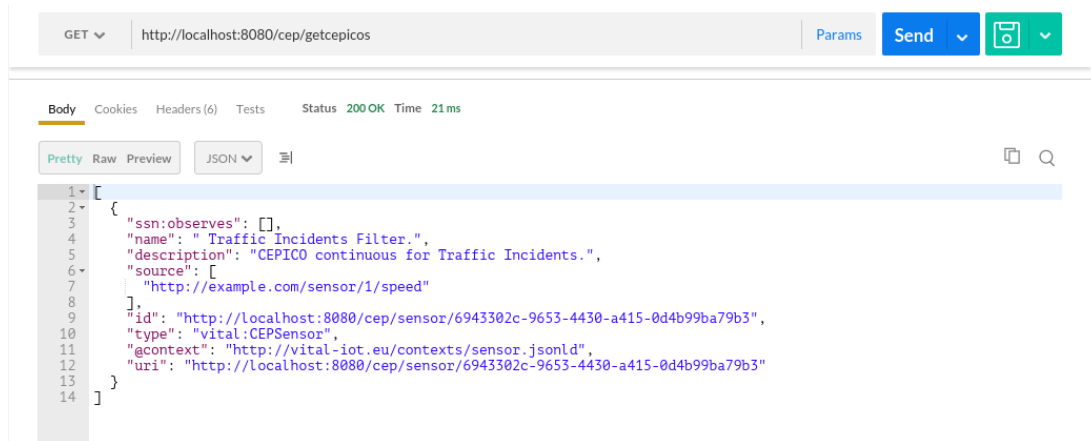 GET http://localhost:8080/cep/getcepicos Params Send
Body Cookies Headers (6) Tests Status 200 OK Time 21 ms
Pretty Raw Preview JSON
1 [
2 {
3 "ssn:observes": [],
4 "name": " Traffic Incidents Filter.",
5 "description": "CEPICO continuous for Traffic Incidents.",
6 "source": [
7 "http://example.com/sensor/1/speed"
8 ],
9 "id": "http://localhost:8080/cep/sensor/6943302c-9653-4430-a415-0d4b99ba79b3",
10 "type": "vital:CEPSensor",
11 "@context": "http://vital-iot.eu/contexts/sensor.jsonld",
12 "uri": "http://localhost:8080/cep/sensor/6943302c-9653-4430-a415-0d4b99ba79b3"
13 }
14 ]